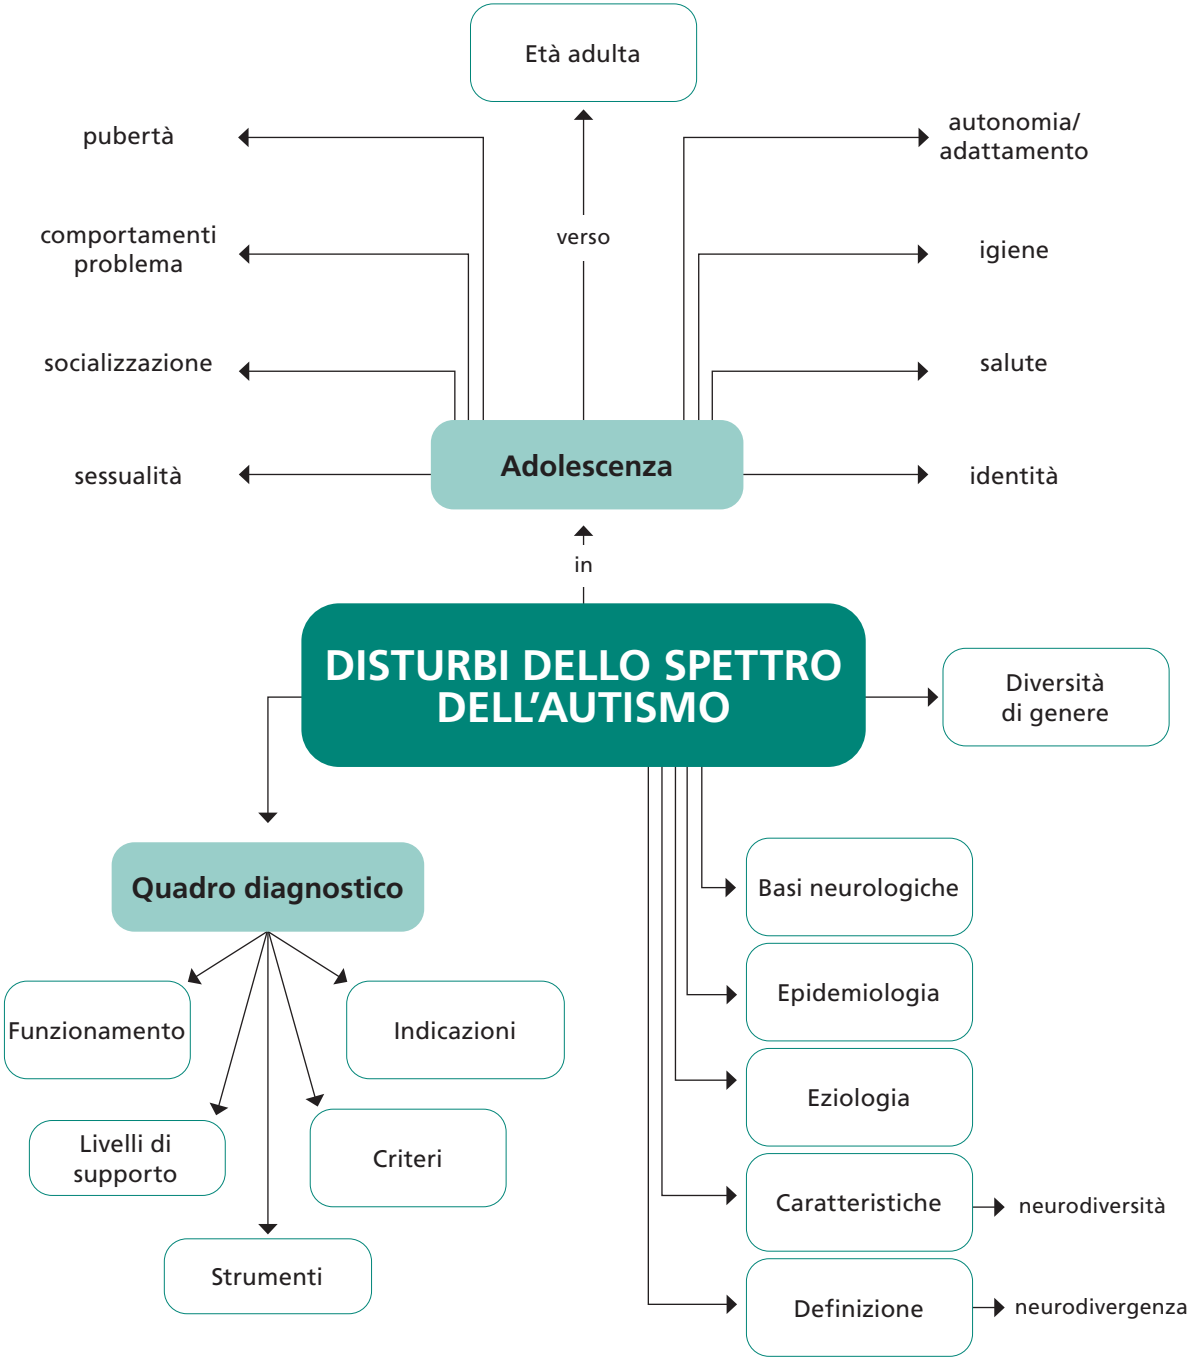 Età adulta
pubertà
autonomia/
adattamento
comportamenti
problema
verso
igiene
socializzazione
salute
Adolescenza
sessualità
identità
in
DISTURBI DELLO SPETTRO
DELL'AUTISMO
Diversità
di genere
Quadro diagnostico
Basi neurologiche
Funzionamento
Indicazioni
Epidemiologia
Livelli di
supporto
Criteri
Eziologia
Strumenti
Caratteristiche
neurodiversità
Definizione
neurodivergenza